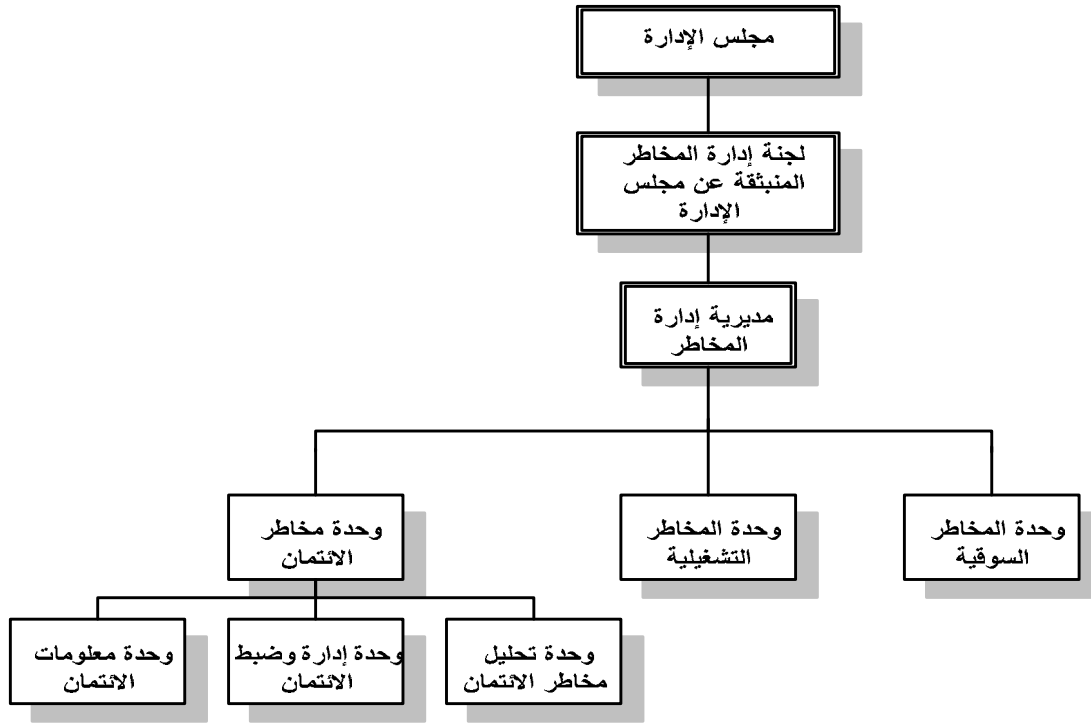 مجلس الإدارة
لجنة إدارة المخاطر
المنبثقة عن مجلس
الإدارة
مديرية إدارة
المخاطر
وحدة المخاطر
السوقية
وحدة المخاطر
التشغيلية
وحدة مخاطر
الائتمان
وحدة تحليل
مخاطر الائتمان
وحدة إدارة وضبط
الائتمان
وحدة معلومات
الائتمان